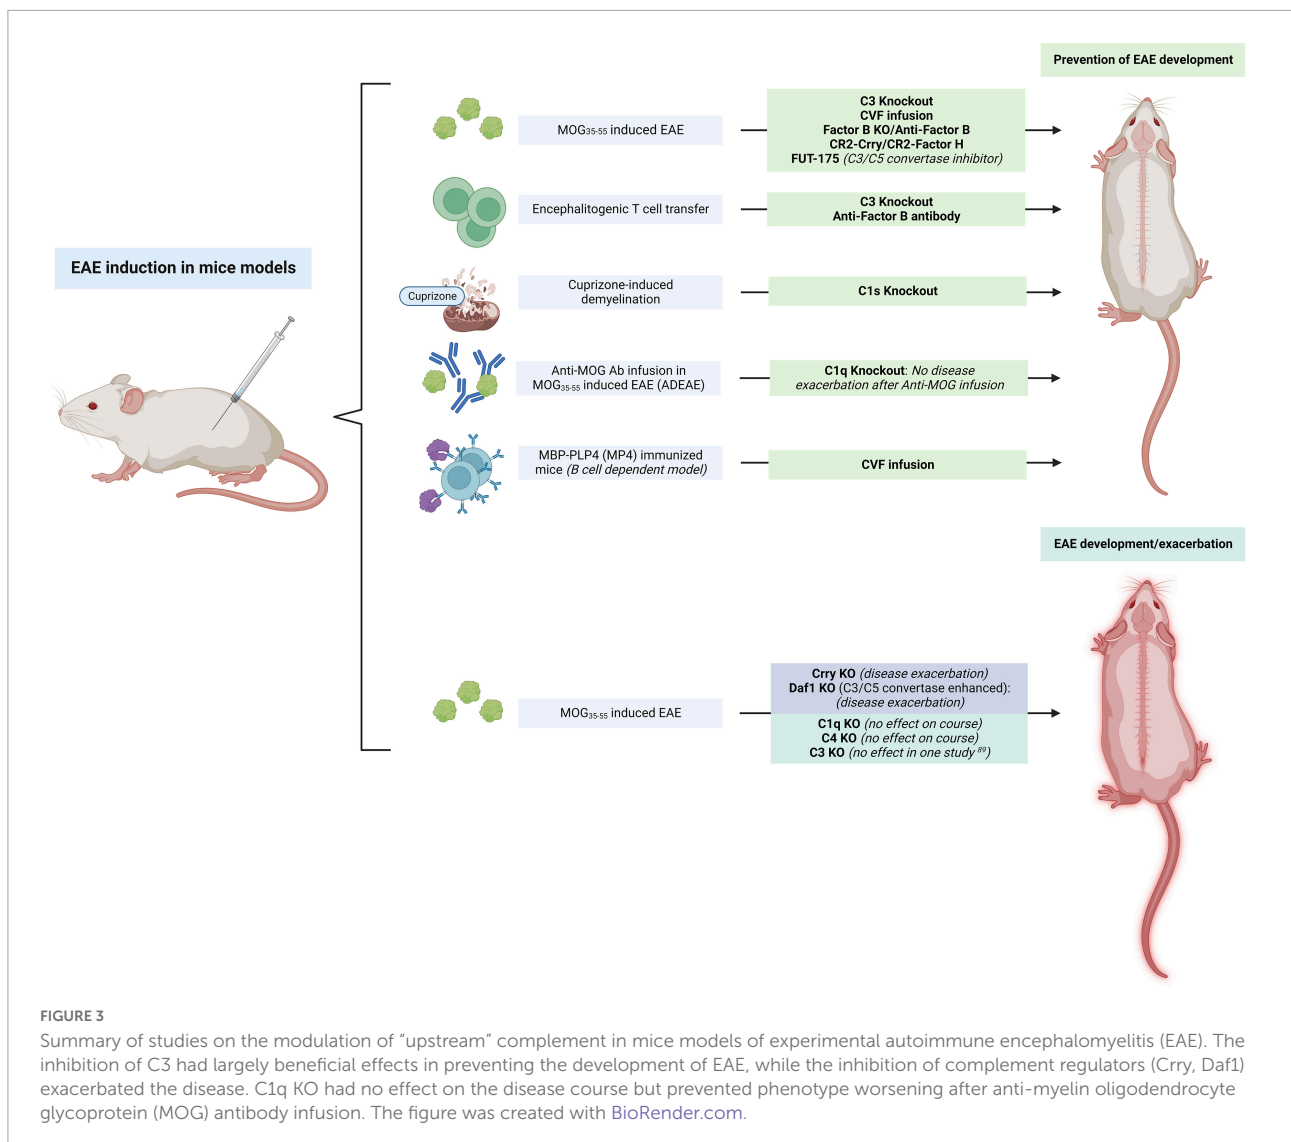 Prevention of EAE development
MOG35-55 induced EAE
C3 Knockout
CVF infusion
Factor B KO/Anti-Factor B
CR2-Crry/CR2-Factor H
FUT-175 (C3/C5 convertase inhibitor)
Encephalitogenic T cell transfer
C3 Knockout
Anti-Factor B antibody
EAE induction in mice models
Cuprizone
Cuprizone-induced
demyelination
C1s Knockout
Anti-MOG Ab infusion in
MOG35-55 induced EAE (ADEAE)
C1q Knockout: No disease
exacerbation after Anti-MOG infusion
MBP-PLP4 (MP4) immunized
mice (B cell dependent model)
CVF infusion
EAE development/exacerbation
MOG35-55 induced EAE
Crry KO (disease exacerbation)
Daf1 KO (C3/C5 convertase enhanced):
(disease exacerbation)
C1q KO (no effect on course)
C4 KO (no effect on course)
C3 KO (no effect in one study 89)
FIGURE 3
Summary of studies on the modulation of “upstream” complement in mice models of experimental autoimmune encephalomyelitis (EAE). The
inhibition of C3 had largely beneficial effects in preventing the development of EAE, while the inhibition of complement regulators (Crry, Daf1)
exacerbated the disease. C1q KO had no effect on the disease course but prevented phenotype worsening after anti-myelin oligodendrocyte
glycoprotein (MOG) antibody infusion. The figure was created with BioRender.com.